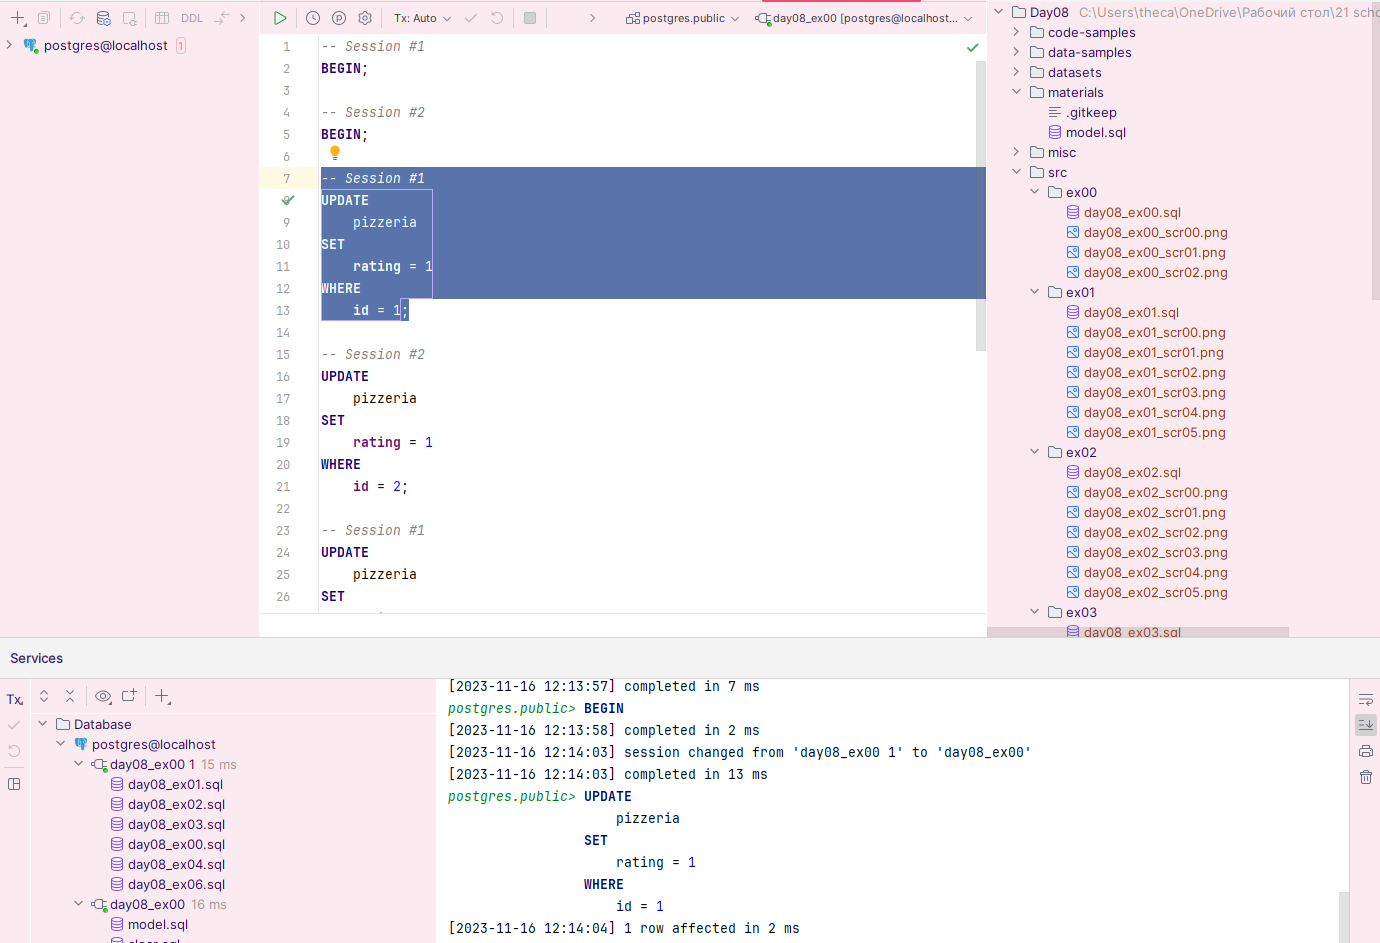 DDL
Tx: Auto
postgres.public
day08_ex00 [postgres@localhost...
postgres@localhost 1
1 -- Session #1
2 BEGIN;
3
4 -- Session #2
5 BEGIN;
6
7 -- Session #1
8 UPDATE
9 pizzeria
10 SET
11 rating = 1
12 WHERE
13 id = 1;
14
15 -- Session #2
16 UPDATE
17 pizzeria
18 SET
19 rating = 1
20 WHERE
21 id = 2;
22
23 -- Session #1
24 UPDATE
25 pizzeria
26 SET
Day08 C:\Users\theca\OneDrive\Рабочий стол\21 scho
code-samples
data-samples
datasets
materials
.gitkeep
model.sql
misc
src
ex00
day08_ex00.sql
day08_ex00_scr00.png
day08_ex00_scr01.png
day08_ex00_scr02.png
ex01
day08_ex01.sql
day08_ex01_scr00.png
day08_ex01_scr01.png
day08_ex01_scr02.png
day08_ex01_scr03.png
day08_ex01_scr04.png
day08_ex01_scr05.png
ex02
day08_ex02.sql
day08_ex02_scr00.png
day08_ex02_scr01.png
day08_ex02_scr02.png
day08_ex02_scr03.png
day08_ex02_scr04.png
day08_ex02_scr05.png
ex03
day08_ex03.sql
Services
Tx
Database
postgres@localhost
day08_ex00 1 15 ms
day08_ex01.sql
day08_ex02.sql
day08_ex03.sql
day08_ex00.sql
day08_ex04.sql
day08_ex06.sql
day08_ex00 16 ms
model.sql
[2023-11-16 12:13:57] completed in 7 ms
postgres.public> BEGIN
[2023-11-16 12:13:58] completed in 2 ms
[2023-11-16 12:14:03] session changed from 'day08_ex00 1' to 'day08_ex00'
[2023-11-16 12:14:03] completed in 13 ms
postgres.public> UPDATE
pizzeria
SET
rating = 1
WHERE
id = 1
[2023-11-16 12:14:04] 1 row affected in 2 ms